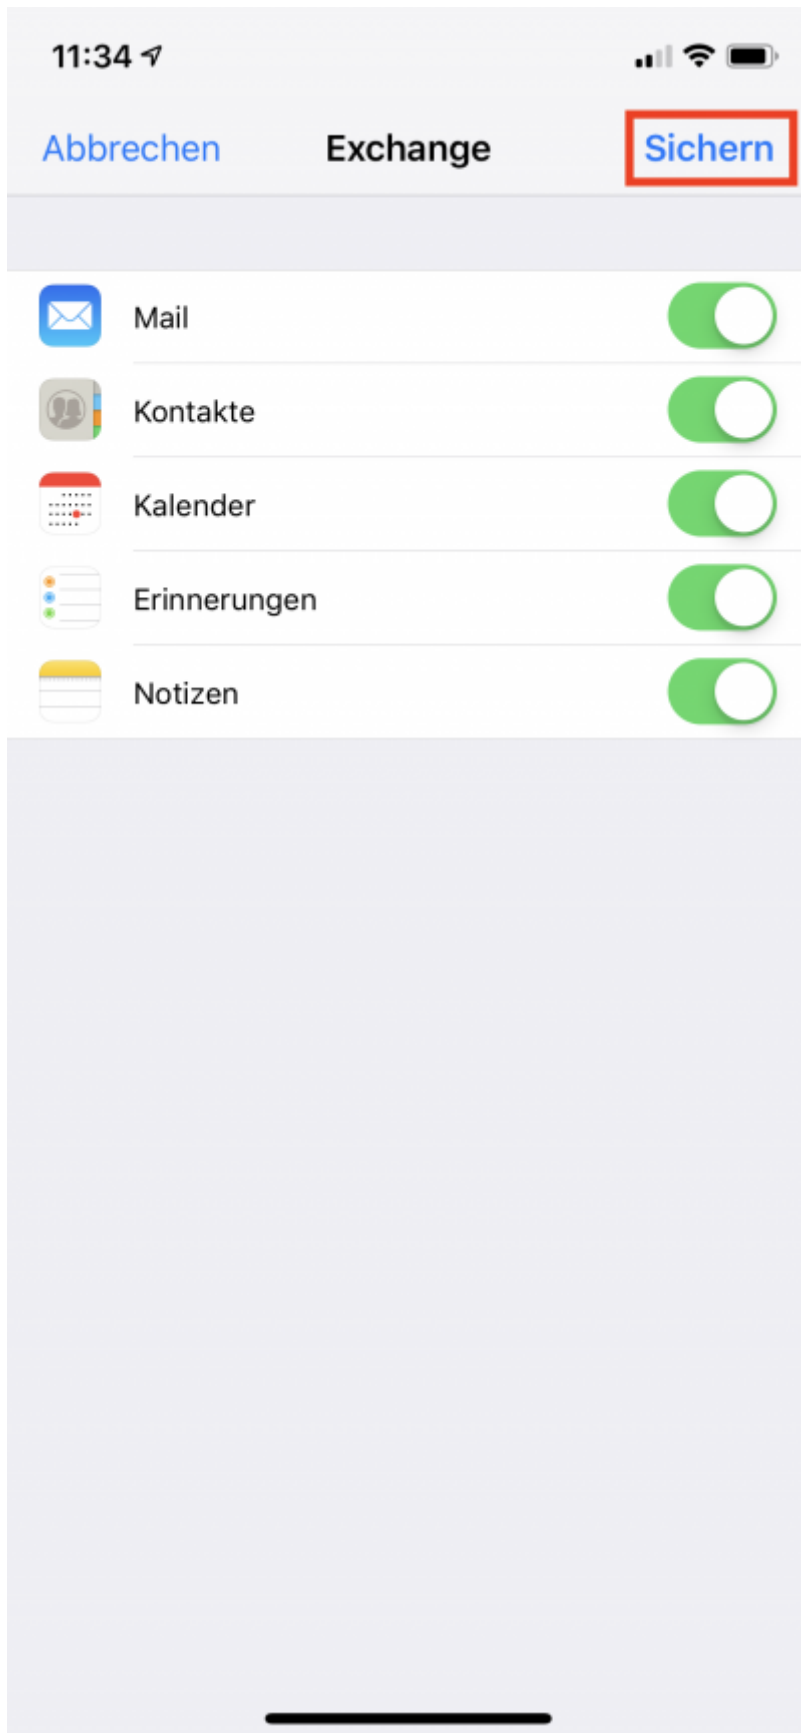 11:34
Abbrechen Exchange Sichern
Mail
Kontakte
Kalender
Erinnerungen
Notizen